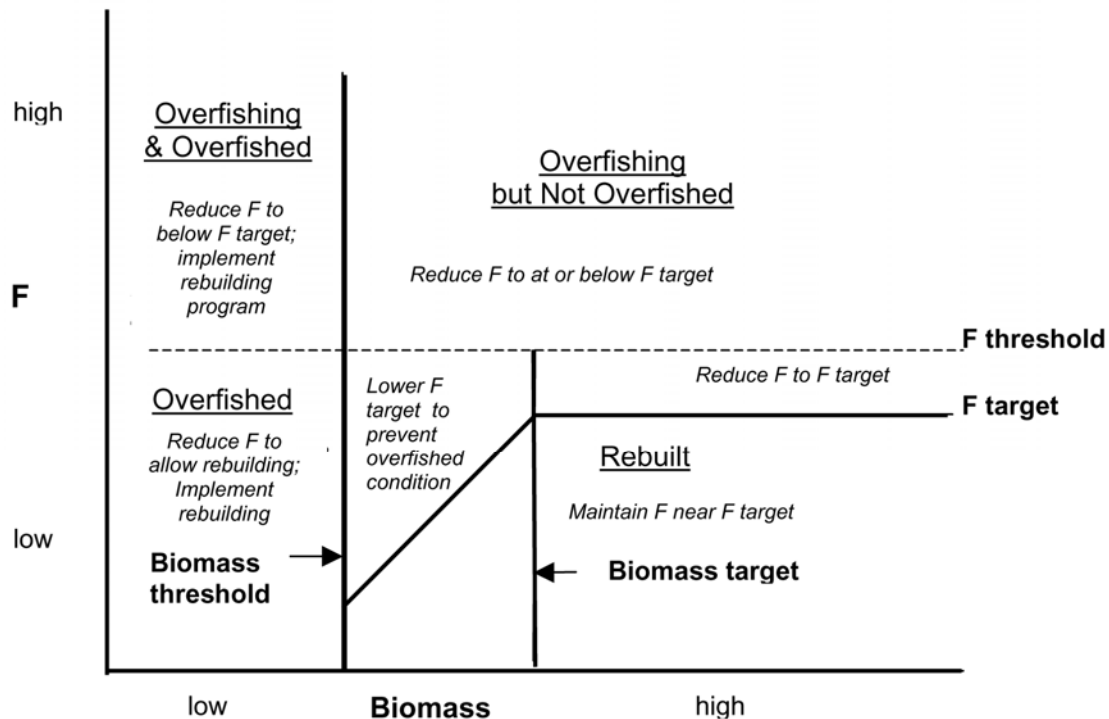 high
Overfishing
& Overfished
Reduce F to
below F target;
implement
rebuilding
program
Overfishing
but Not Overfished
Reduce F to at or below F target
F
F threshold
Reduce F to F target
F target
Overfished
Reduce F to
allow rebuilding;
Implement
rebuilding
Lower F
target to
prevent
overfished
condition
Rebuilt
Maintain F near F target
low
Biomass
threshold
Biomass target
low
Biomass
high